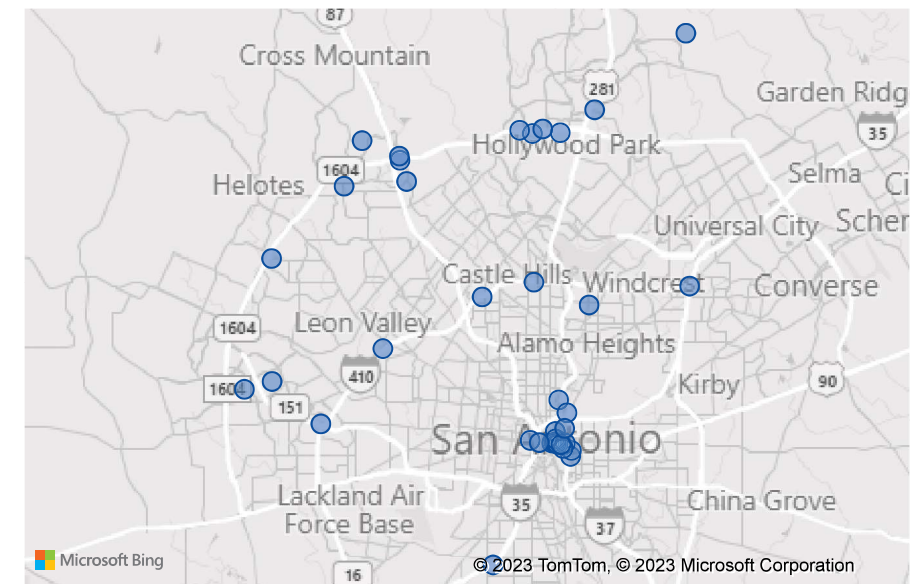 87
Cross Mountain
281
Garden Ridg
35
Hollywood Park
1604
Helotes
Selma
Ci
Universal City
Scher
Castle Hills
Windcrest
Converse
1604
Leon Valley
Alamo Heights
410
1604
151
Kirby
90
San Antonio
Lackland Air
Force Base
35
37
China Grove
16
Microsoft Bing
© 2023 TomTom, © 2023 Microsoft Corporation